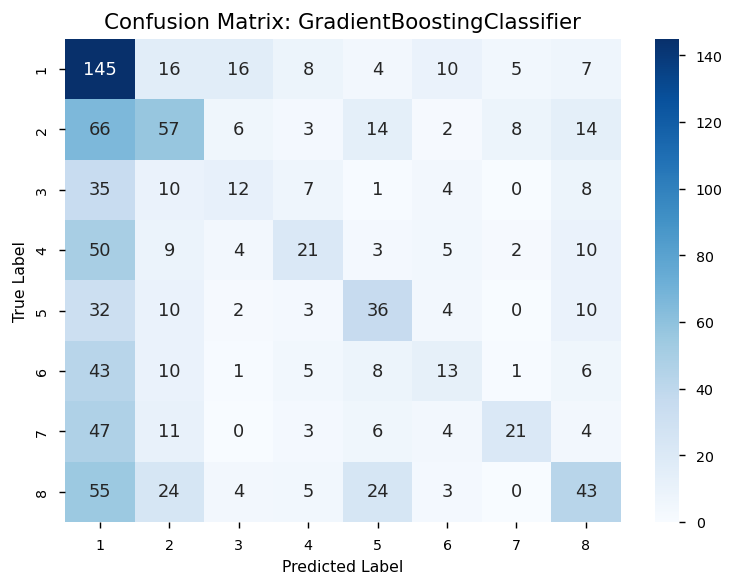 Confusion Matrix: GradientBoostingClassifier
1 145 16 16 8 4 10 5 7
2 66 57 6 3 14 2 8 14
3 35 10 12 7 1 4 0 8
4 50 9 4 21 3 5 2 10
5 32 10 2 3 36 4 0 10
6 43 10 1 5 8 13 1 6
7 47 11 0 3 6 4 21 4
8 55 24 4 5 24 3 0 43
1 2 3 4 5 6 7 8
Predicted Label
True Label
140
120
100
80
60
40
20
0